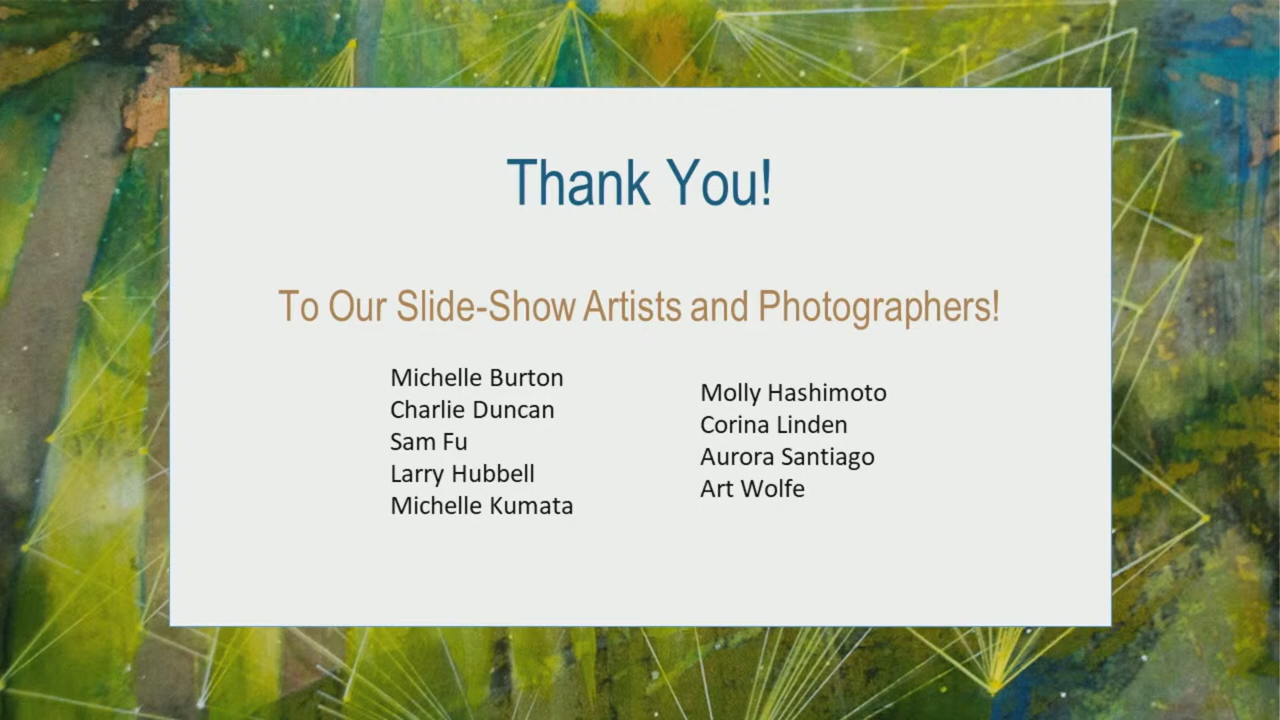 Thank You!
To Our Slide-Show Artists and Photographers!
Michelle Burton
Charlie Duncan
Sam Fu
Larry Hubbell
Michelle Kumata
Molly Hashimoto
Corina Linden
Aurora Santiago
Art Wolfe